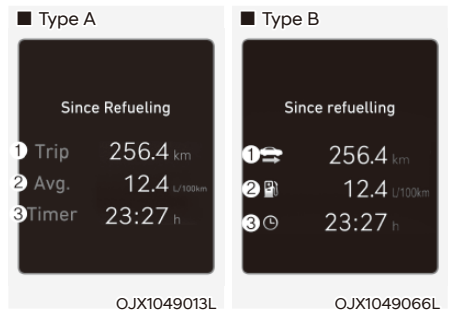 ■ Type A
Since Refueling
① Trip 256.4 km
② Avg. 12.4 L/100km
③ Timer 23:27 h
OJX1049013L
■ Type B
Since refuelling
① 256.4 km
② 12.4 L/100km
③ 23:27 h
OJX1049066L